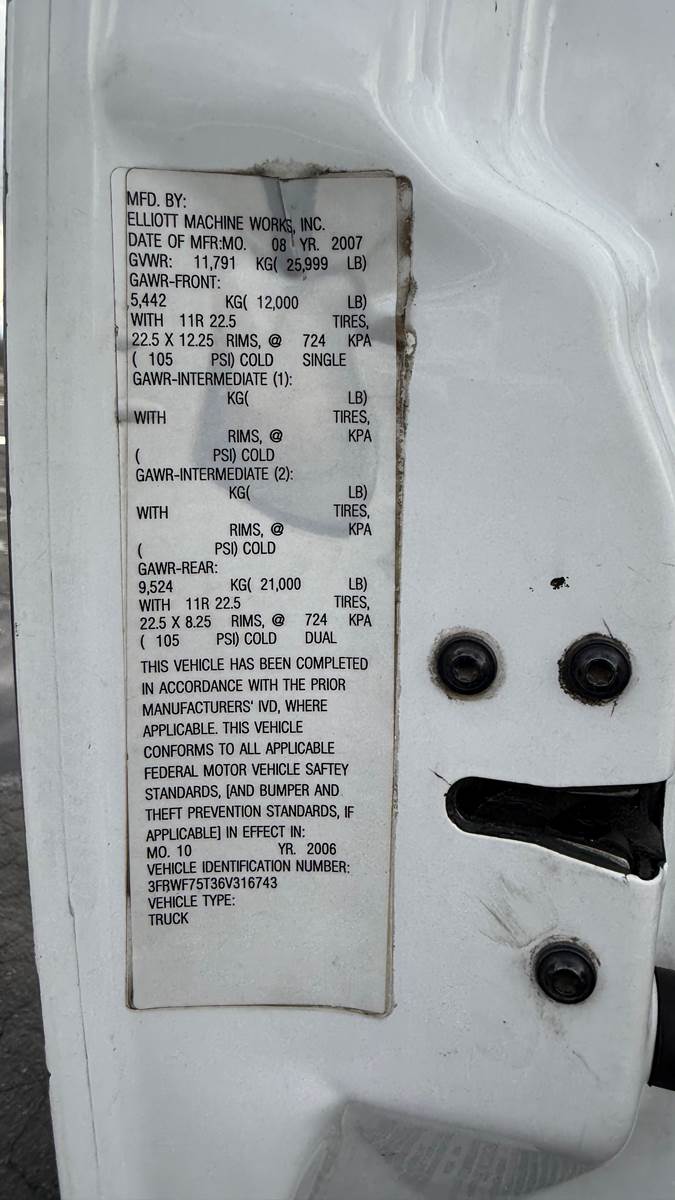 MFD. BY:
ELLIOTT MACHINE WORKS, INC.
DATE OF MFR:MO. 08 YR. 2007
GVWR: 11,791 KG( 25,999 LB)
GAWR-FRONT:
5,442 KG( 12,000 LB)
WITH 11R 22.5 TIRES,
22.5 X 12.25 RIMS, @ 724 KPA
( 105 PSI) COLD SINGLE
GAWR-INTERMEDIATE (1):
KG( LB)
WITH TIRES,
RIMS, @ KPA
( PSI) COLD
GAWR-INTERMEDIATE (2):
KG( LB)
WITH TIRES,
RIMS, @ KPA
( PSI) COLD
GAWR-REAR:
9,524 KG( 21,000 LB)
WITH 11R 22.5 TIRES,
22.5 X 8.25 RIMS, @ 724 KPA
( 105 PSI) COLD DUAL
THIS VEHICLE HAS BEEN COMPLETED
IN ACCORDANCE WITH THE PRIOR
MANUFACTURERS' IVD, WHERE
APPLICABLE. THIS VEHICLE
CONFORMS TO ALL APPLICABLE
FEDERAL MOTOR VEHICLE SAFTEY
STANDARDS, [AND BUMPER AND
THEFT PREVENTION STANDARDS, IF
APPLICABLE] IN EFFECT IN:
MO. 10 YR. 2006
VEHICLE IDENTIFICATION NUMBER:
3FRWF75T36V316743
VEHICLE TYPE:
TRUCK